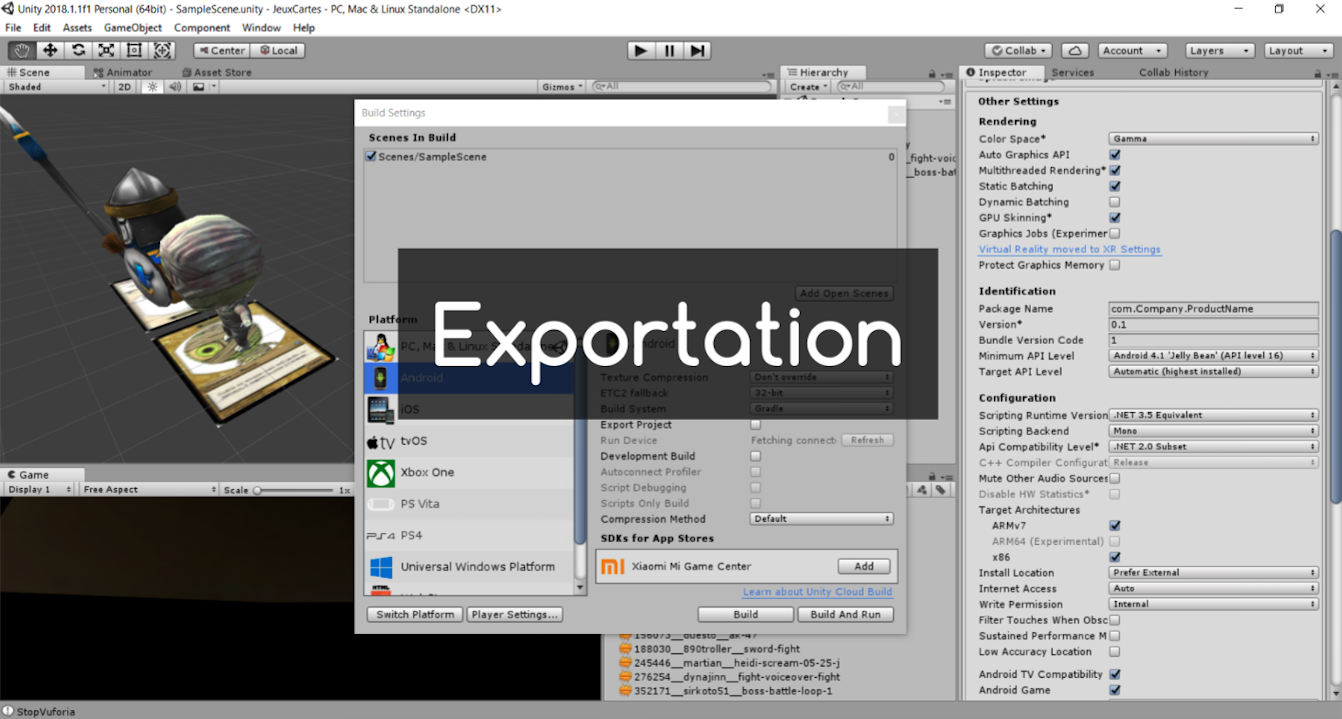 Unity 2018.1.1f1 Personal (64bit) - SampleScene.unity - JeuxCartes - PC, Mac & Linux Standalone <DX11>
File Edit Assets GameObject Component Window Help
Center Local
Collab Account Layers Layout
Scene Animator Asset Store
Shaded 2D Gizmos All
Hierarchy
Create All
Inspector Services Collab History
Build Settings
Scenes In Build
Scenes/SampleScene 0
_fight-voic
_boss-bat
Add Open Scenes
Platform
Exportation
PC, Mac & Linux Standalone
Android
Android
iOS
tv tvOS
Xbox One
PS Vita
PS4 PS4
Universal Windows Platform
HTML
Texture Compression Don't override
ETC2 fallback 32-bit
Build System Gradle
Export Project
Run Device Fetching connecti Refresh
Development Build
Autoconnect Profiler
Script Debugging
Scripts Only Build
Compression Method Default
SDKs for App Stores
mi Xiaomi Mi Game Center Add
Learn about Unity Cloud Build
Switch Platform Player Settings... Build Build And Run
Other Settings
Rendering
Color Space* Gamma
Auto Graphics API
Multithreaded Rendering*
Static Batching
Dynamic Batching
GPU Skinning*
Graphics Jobs (Experimer
Virtual Reality moved to XR Settings
Protect Graphics Memory
Identification
Package Name com.Company.ProductName
Version* 0.1
Bundle Version Code 1
Minimum API Level Android 4.1 'Jelly Bean' (API level 16)
Target API Level Automatic (highest installed)
Configuration
Scripting Runtime Version .NET 3.5 Equivalent
Scripting Backend Mono
Api Compatibility Level* .NET 2.0 Subset
C++ Compiler Configurat Release
Mute Other Audio Sources
Disable HW Statistics*
Target Architectures
ARMv7
ARM64 (Experimental)
x86
Install Location Prefer External
Internet Access Auto
Write Permission Internal
Filter Touches When Obsc
Sustained Performance M
Low Accuracy Location
Android TV Compatibility
Android Game
Game
Display 1 Free Aspect Scale 1x
156073__duesto__ak-47
188030__890troller__sword-fight
245446__martian__heidi-scream-05-25-j
276254__dynajinn__fight-voiceover-fight
352171__sirkoto51__boss-battle-loop-1
StopVuforia